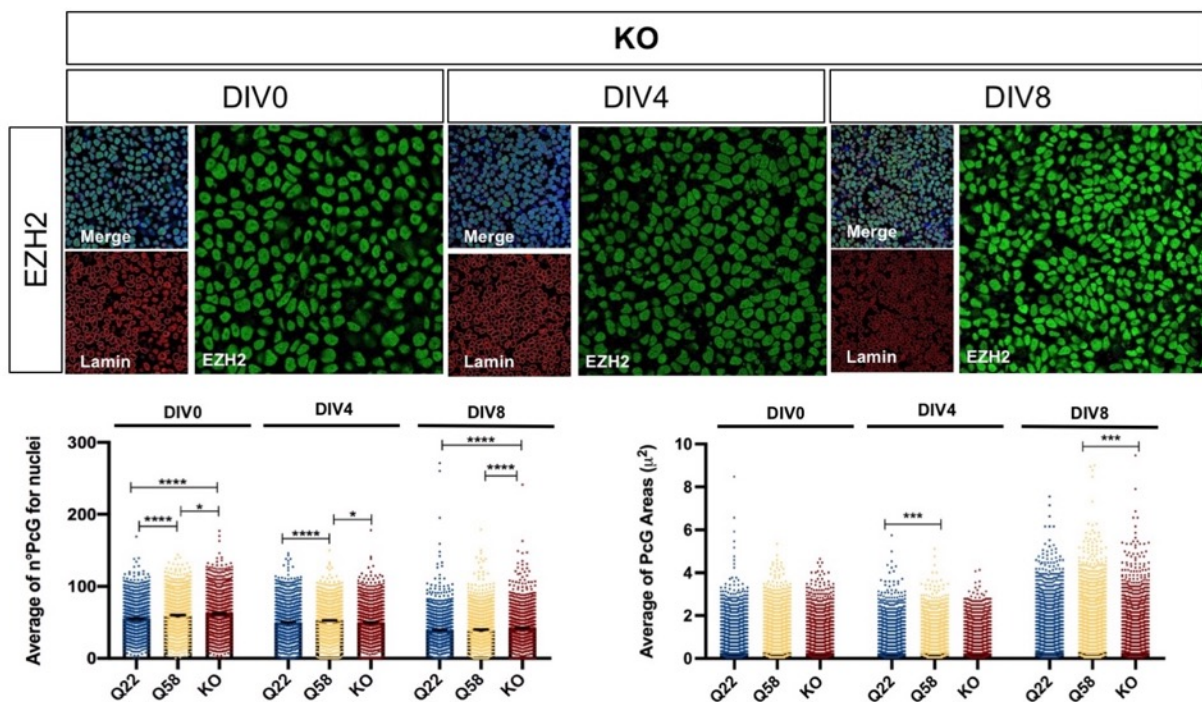 KO
DIV0 DIV4 DIV8
EZH2
Merge Merge Merge
Lamin EZH2 Lamin EZH2 Lamin EZH2
DIV0 DIV4 DIV8
Average of n°PcG for nuclei
300
200
100
0
**** **** *
**** *
**** ****
Q22 Q58 KO Q22 Q58 KO Q22 Q58 KO
DIV0 DIV4 DIV8
Average of PcG Areas (µ²)
10
8
6
4
2
0
***
***
Q22 Q58 KO Q22 Q58 KO Q22 Q58 KO